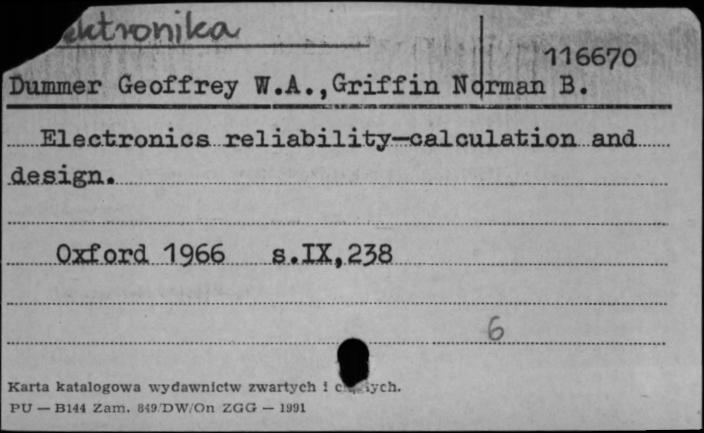 ektronika
116670
Dummer Geoffrey W.A.,Griffin Norman B.
Electronics reliability—calculation and
design.
Oxford 1966 s.IX,238
6
Karta katalogowa wydawnictw zwartych i
PU — B144 Zam. 849/DW/On ZGG — 1991